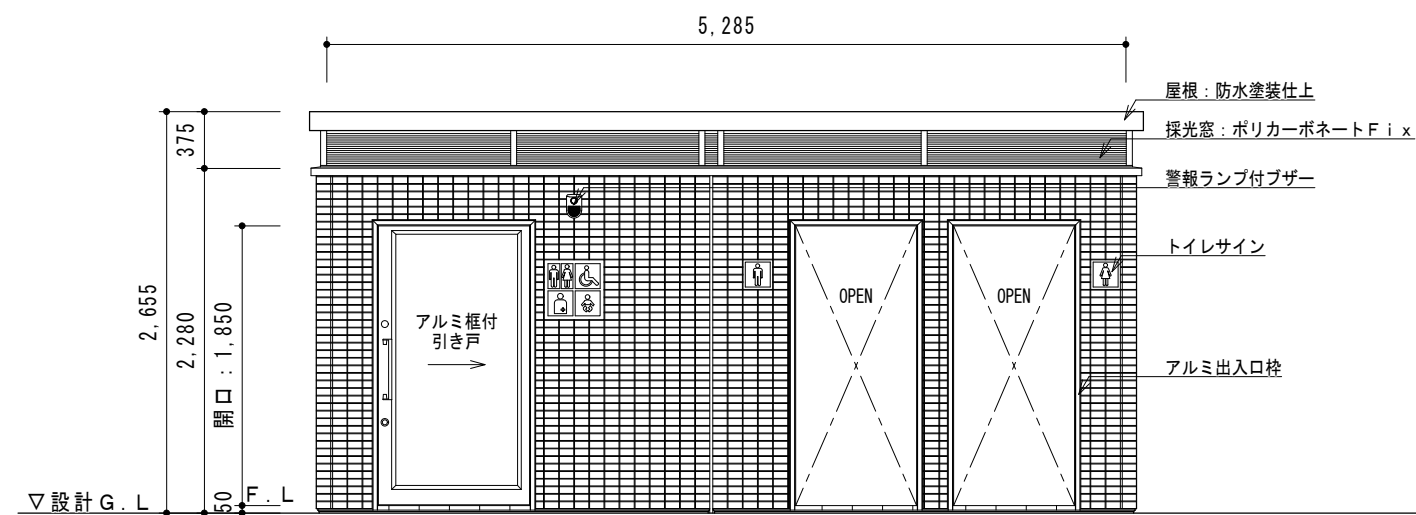 5,285
屋根：防水塗装仕上
採光窓：ポリカーボネートＦｉｘ
375
警報ランプ付ブザー
トイレサイン
2,655
2,280
開口：1,850
OPEN
OPEN
アルミ框付
引き戸
アルミ出入口枠
50
Ｆ．Ｌ
▽設計Ｇ．Ｌ